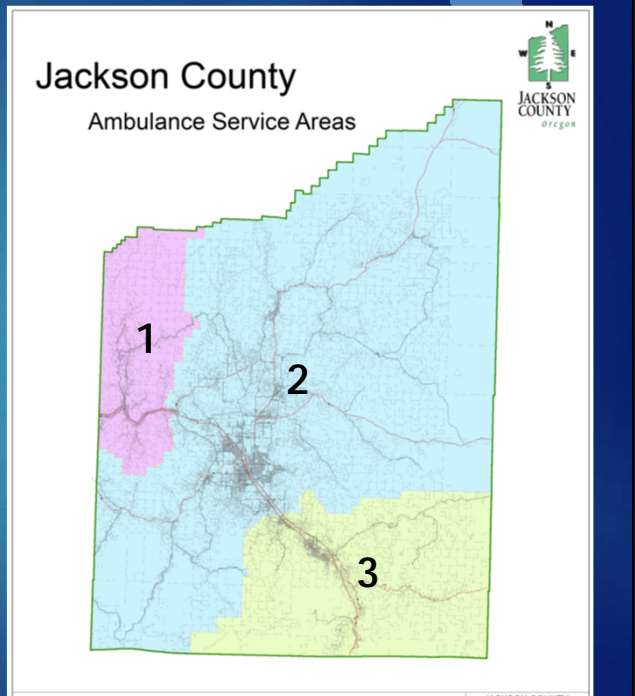 Jackson County
Ambulance Service Areas
N
W E
S
JACKSON
COUNTY
Oregon
1
2
3